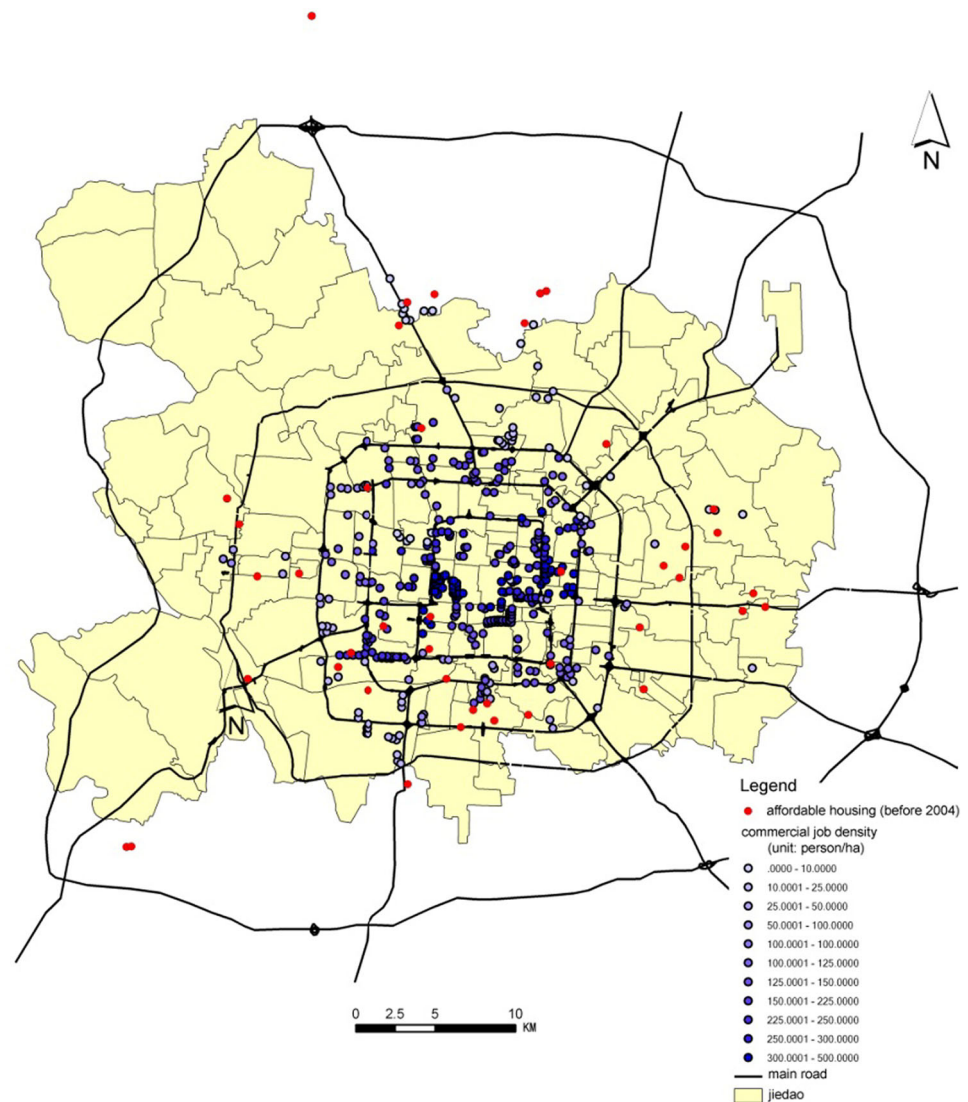 N
N
Legend
affordable housing (before 2004)
commercial job density
(unit: person/ha)
.0000 - 10.0000
10.0001 - 25.0000
25.0001 - 50.0000
50.0001 - 100.0000
100.0001 - 100.0000
100.0001 - 125.0000
125.0001 - 150.0000
150.0001 - 225.0000
225.0001 - 250.0000
250.0001 - 300.0000
300.0001 - 500.0000
main road
jiedao
0 2.5 5 10
KM